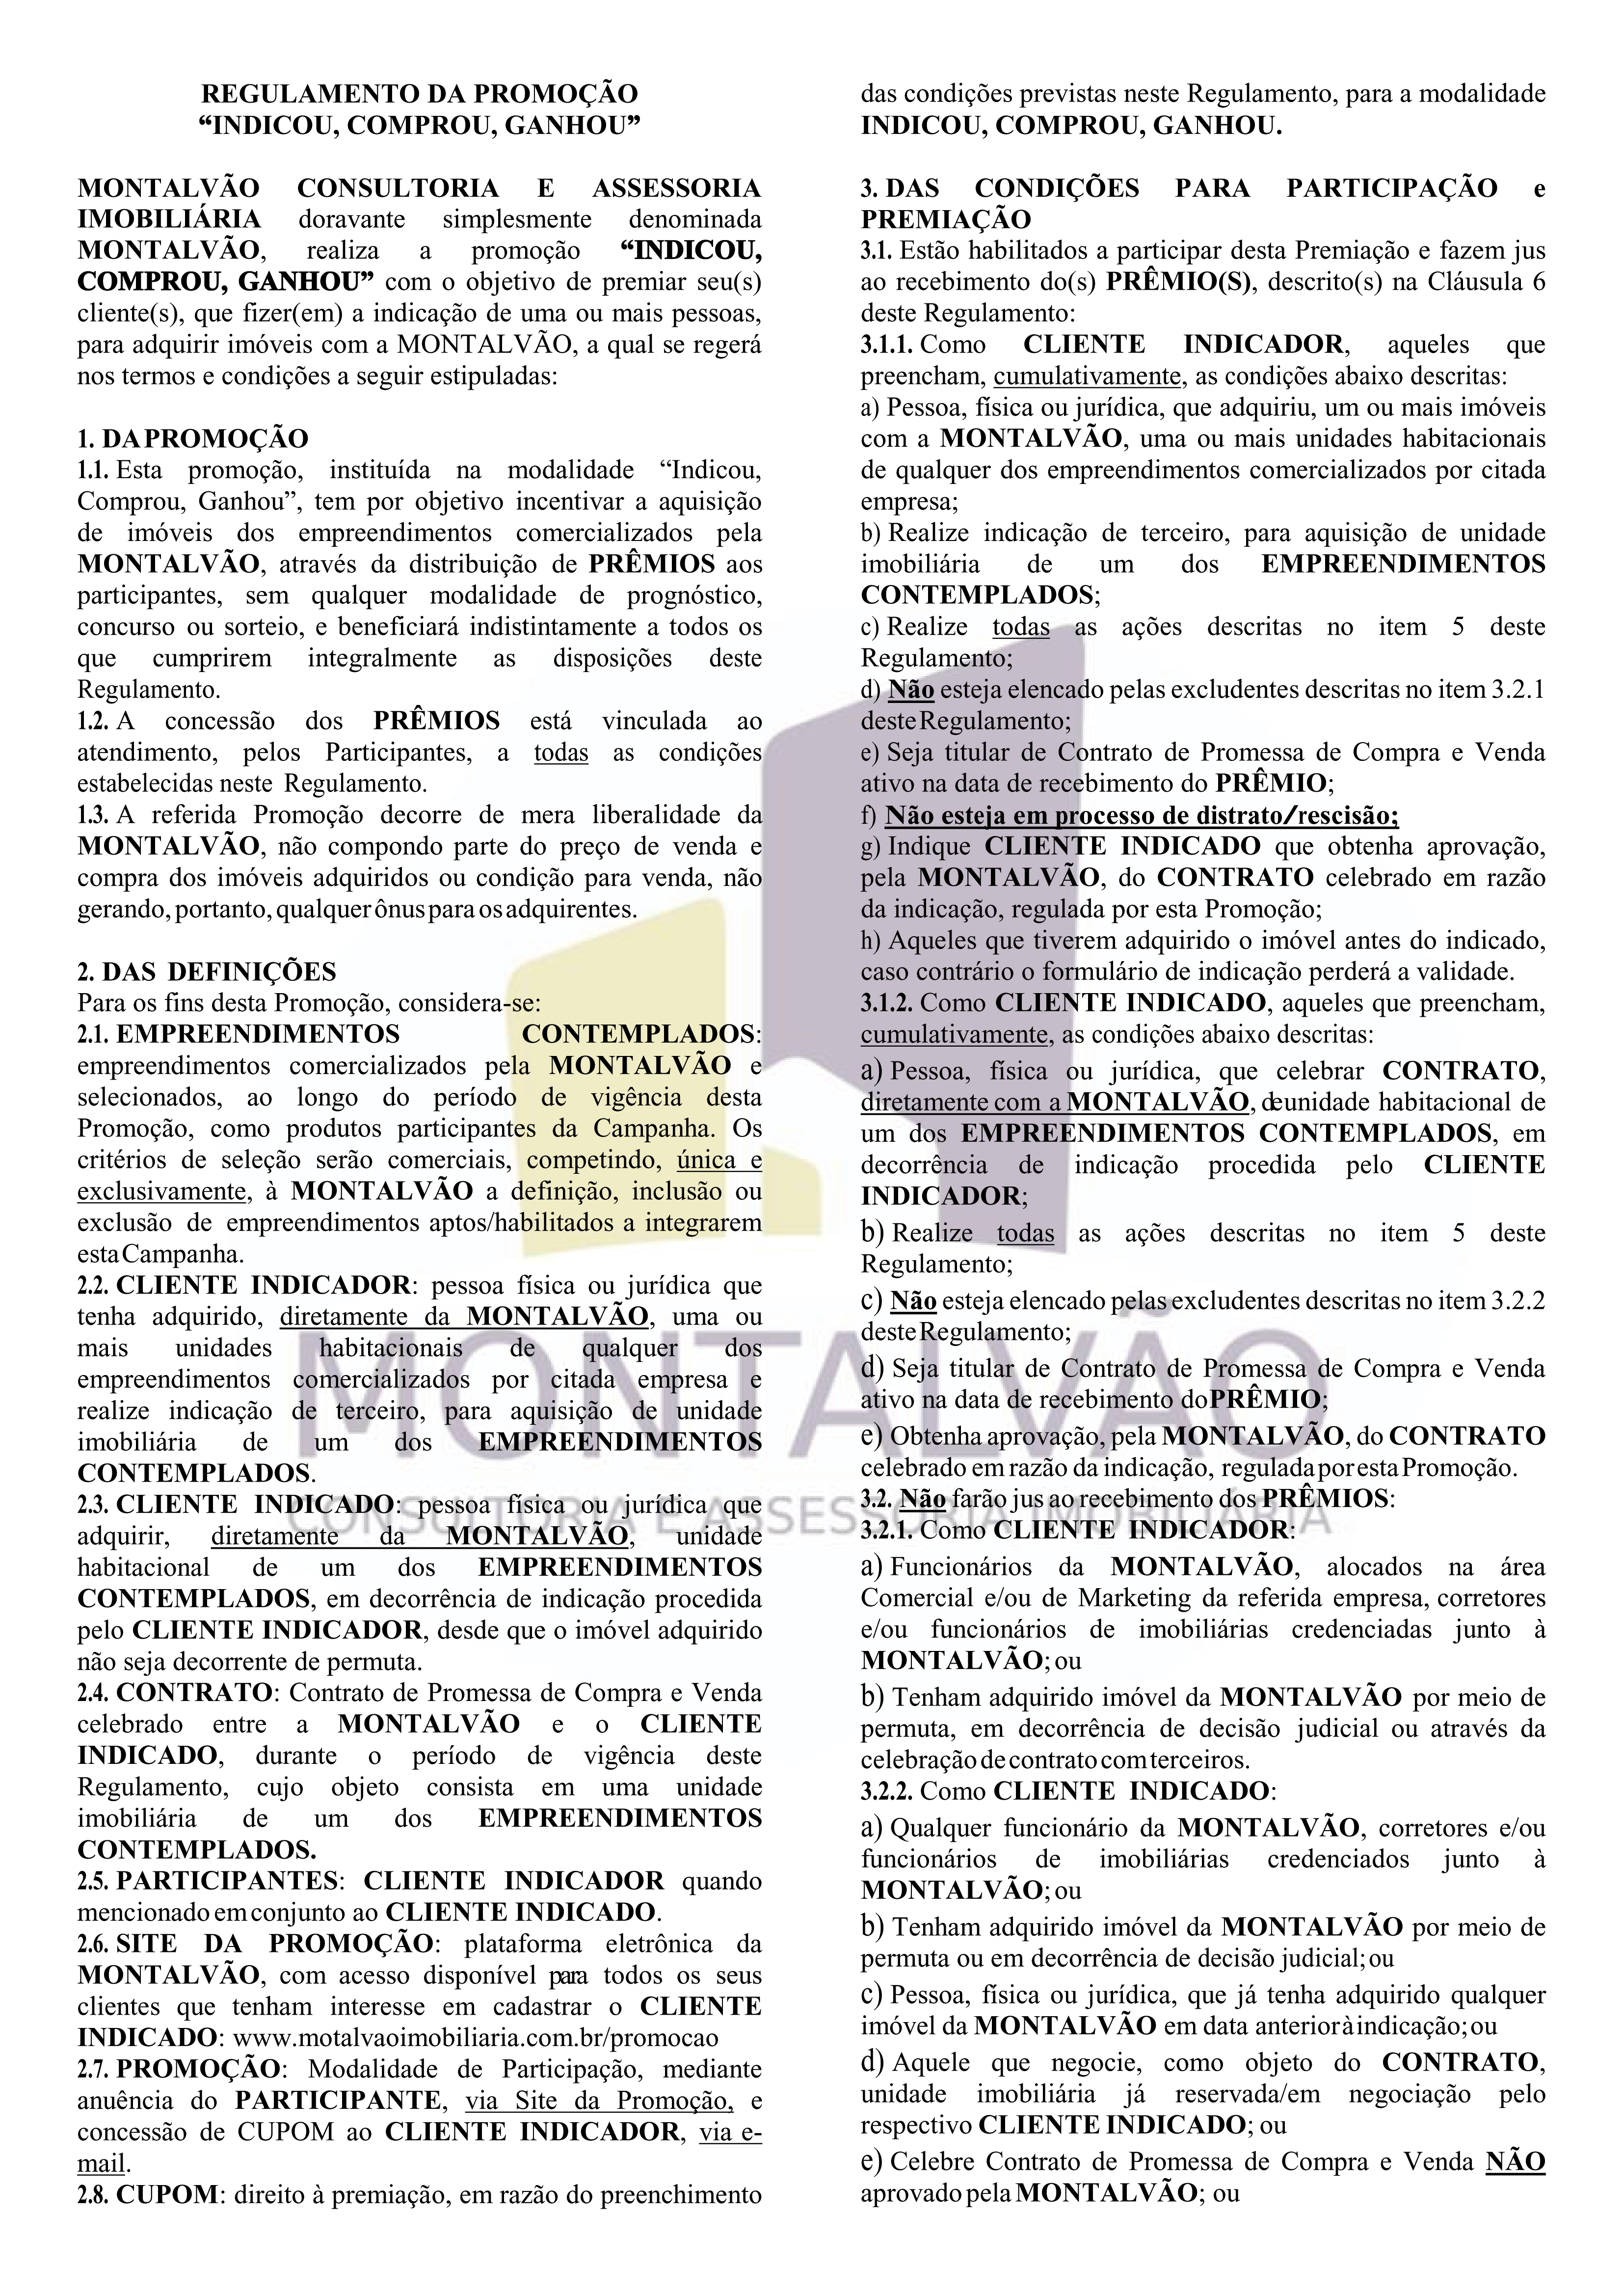 REGULAMENTO DA PROMOÇÃO
“INDICOU, COMPROU, GANHOU”
MONTALVÃO CONSULTORIA E ASSESSORIA
IMOBILIÁRIA doravante simplesmente denominada
MONTALVÃO, realiza a promoção “INDICOU,
COMPROU, GANHOU” com o objetivo de premiar seu(s)
cliente(s), que fizer(em) a indicação de uma ou mais pessoas,
para adquirir imóveis com a MONTALVÃO, a qual se regerá
nos termos e condições a seguir estipuladas:
1. DA PROMOÇÃO
1.1. Esta promoção, instituída na modalidade “Indicou,
Comprou, Ganhou”, tem por objetivo incentivar a aquisição
de imóveis dos empreendimentos comercializados pela
MONTALVÃO, através da distribuição de PRÊMIOS aos
participantes, sem qualquer modalidade de prognóstico,
concurso ou sorteio, e beneficiará indistintamente a todos os
que cumprirem integralmente as disposições deste
Regulamento.
1.2. A concessão dos PRÊMIOS está vinculada ao
atendimento, pelos Participantes, a todas as condições
estabelecidas neste Regulamento.
1.3. A referida Promoção decorre de mera liberalidade da
MONTALVÃO, não compondo parte do preço de venda e
compra dos imóveis adquiridos ou condição para venda, não
gerando, portanto, qualquer ônus para os adquirentes.
2. DAS DEFINIÇÕES
Para os fins desta Promoção, considera-se:
2.1. EMPREENDIMENTOS CONTEMPLADOS:
empreendimentos comercializados pela MONTALVÃO e
selecionados, ao longo do período de vigência desta
Promoção, como produtos participantes da Campanha. Os
critérios de seleção serão comerciais, competindo, única e
exclusivamente, à MONTALVÃO a definição, inclusão ou
exclusão de empreendimentos aptos/habilitados a integrarem
esta Campanha.
2.2. CLIENTE INDICADOR: pessoa física ou jurídica que
tenha adquirido, diretamente da MONTALVÃO, uma ou
mais unidades habitacionais de qualquer dos
empreendimentos comercializados por citada empresa e
realize indicação de terceiro, para aquisição de unidade
imobiliária de um dos EMPREENDIMENTOS
CONTEMPLADOS.
2.3. CLIENTE INDICADO: pessoa física ou jurídica que
adquirir, diretamente da MONTALVÃO, unidade
habitacional de um dos EMPREENDIMENTOS
CONTEMPLADOS, em decorrência de indicação procedida
pelo CLIENTE INDICADOR, desde que o imóvel adquirido
não seja decorrente de permuta.
2.4. CONTRATO: Contrato de Promessa de Compra e Venda
celebrado entre a MONTALVÃO e o CLIENTE
INDICADO, durante o período de vigência deste
Regulamento, cujo objeto consista em uma unidade
imobiliária de um dos EMPREENDIMENTOS
CONTEMPLADOS.
2.5. PARTICIPANTES: CLIENTE INDICADOR quando
mencionado em conjunto ao CLIENTE INDICADO.
2.6. SITE DA PROMOÇÃO: plataforma eletrônica da
MONTALVÃO, com acesso disponível para todos os seus
clientes que tenham interesse em cadastrar o CLIENTE
INDICADO: www.motalvaoimobiliaria.com.br/promocao
2.7. PROMOÇÃO: Modalidade de Participação, mediante
anuência do PARTICIPANTE, via Site da Promoção, e
concessão de CUPOM ao CLIENTE INDICADOR, via e-
mail.
2.8. CUPOM: direito à premiação, em razão do preenchimento
das condições previstas neste Regulamento, para a modalidade
INDICOU, COMPROU, GANHOU.
3. DAS CONDIÇÕES PARA PARTICIPAÇÃO e
PREMIAÇÃO
3.1. Estão habilitados a participar desta Premiação e fazem jus
ao recebimento do(s) PRÊMIO(S), descrito(s) na Cláusula 6
deste Regulamento:
3.1.1. Como CLIENTE INDICADOR, aqueles que
preencham, cumulativamente, as condições abaixo descritas:
a) Pessoa, física ou jurídica, que adquiriu, um ou mais imóveis
com a MONTALVÃO, uma ou mais unidades habitacionais
de qualquer dos empreendimentos comercializados por citada
empresa;
b) Realize indicação de terceiro, para aquisição de unidade
imobiliária de um dos EMPREENDIMENTOS
CONTEMPLADOS;
c) Realize todas as ações descritas no item 5 deste
Regulamento;
d) Não esteja elencado pelas excludentes descritas no item 3.2.1
deste Regulamento;
e) Seja titular de Contrato de Promessa de Compra e Venda
ativo na data de recebimento do PRÊMIO;
f) Não esteja em processo de distrato/rescisão;
g) Indique CLIENTE INDICADO que obtenha aprovação,
pela MONTALVÃO, do CONTRATO celebrado em razão
da indicação, regulada por esta Promoção;
h) Aqueles que tiverem adquirido o imóvel antes do indicado,
caso contrário o formulário de indicação perderá a validade.
3.1.2. Como CLIENTE INDICADO, aqueles que preencham,
cumulativamente, as condições abaixo descritas:
a) Pessoa, física ou jurídica, que celebrar CONTRATO,
diretamente com a MONTALVÃO, de unidade habitacional de
um dos EMPREENDIMENTOS CONTEMPLADOS, em
decorrência de indicação procedida pelo CLIENTE
INDICADOR;
b) Realize todas as ações descritas no item 5 deste
Regulamento;
c) Não esteja elencado pelas excludentes descritas no item 3.2.2
deste Regulamento;
d) Seja titular de Contrato de Promessa de Compra e Venda
ativo na data de recebimento do PRÊMIO;
e) Obtenha aprovação, pela MONTALVÃO, do CONTRATO
celebrado em razão da indicação, regulada por esta Promoção.
3.2. Não farão jus ao recebimento dos PRÊMIOS:
3.2.1. Como CLIENTE INDICADOR:
a) Funcionários da MONTALVÃO, alocados na área
Comercial e/ou de Marketing da referida empresa, corretores
e/ou funcionários de imobiliárias credenciadas junto à
MONTALVÃO; ou
b) Tenham adquirido imóvel da MONTALVÃO por meio de
permuta, em decorrência de decisão judicial ou através da
celebração de contrato com terceiros.
3.2.2. Como CLIENTE INDICADO:
a) Qualquer funcionário da MONTALVÃO, corretores e/ou
funcionários de imobiliárias credenciados junto à
MONTALVÃO; ou
b) Tenham adquirido imóvel da MONTALVÃO por meio de
permuta ou em decorrência de decisão judicial; ou
c) Pessoa, física ou jurídica, que já tenha adquirido qualquer
imóvel da MONTALVÃO em data anterior à indicação; ou
d) Aquele que negocie, como objeto do CONTRATO,
unidade imobiliária já reservada/em negociação pelo
respectivo CLIENTE INDICADO; ou
e) Celebre Contrato de Promessa de Compra e Venda NÃO
aprovado pela MONTALVÃO; ou
MONTALVÃO
CONSULTORIA E ASSESSORIA IMOBILIÁRIA